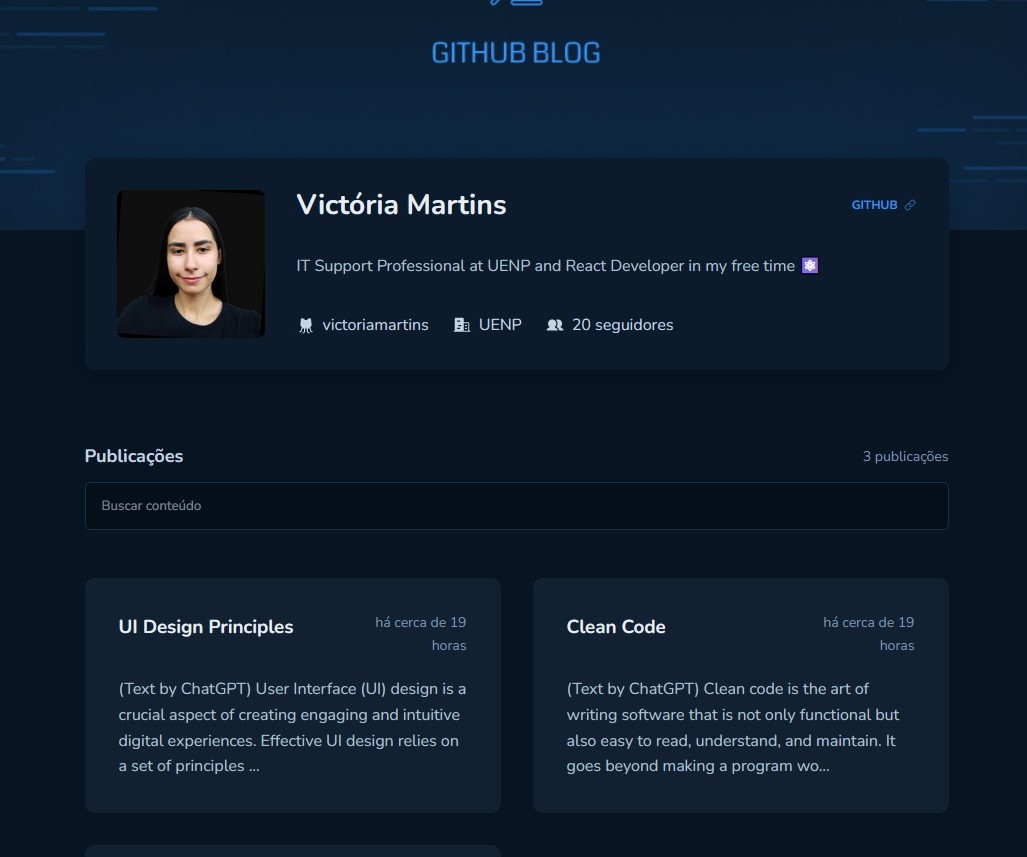 GITHUB BLOG
Victória Martins
GITHUB
IT Support Professional at UENP and React Developer in my free time ⚛️
victoriamartins UENP 20 seguidores
Publicações
3 publicações
Buscar conteúdo
UI Design Principles
há cerca de 19
horas
(Text by ChatGPT) User Interface (UI) design is a
crucial aspect of creating engaging and intuitive
digital experiences. Effective UI design relies on
a set of principles ...
Clean Code
há cerca de 19
horas
(Text by ChatGPT) Clean code is the art of
writing software that is not only functional but
also easy to read, understand, and maintain. It
goes beyond making a program wo...